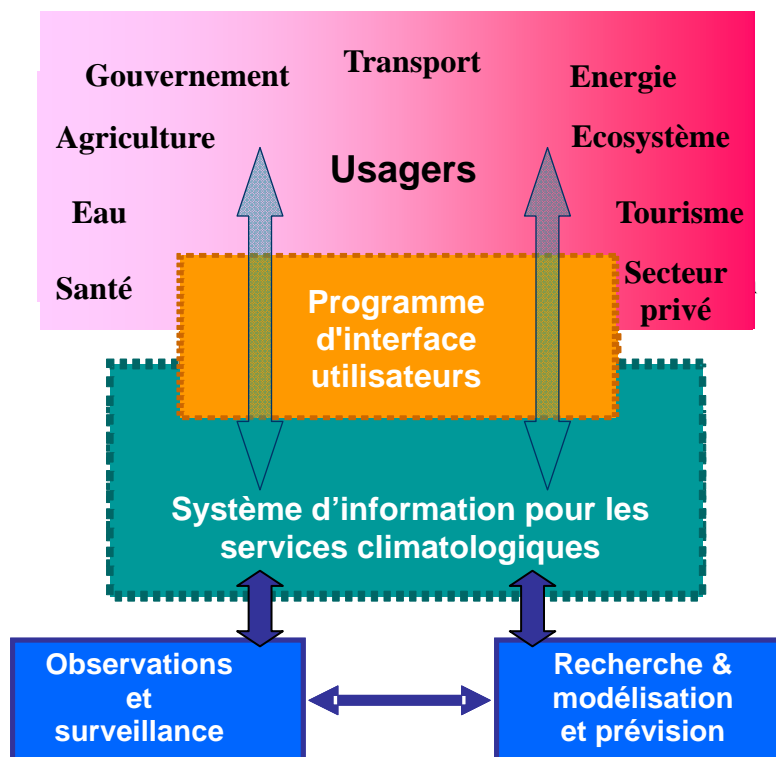 Transport
Gouvernement
Energie
Agriculture
Ecosystème
Usagers
Eau
Tourisme
Santé
Secteur
privé
Programme
d'interface
utilisateurs
Système d’information pour les
services climatologiques
Observations
et
surveillance
Recherche &
modélisation
et prévision